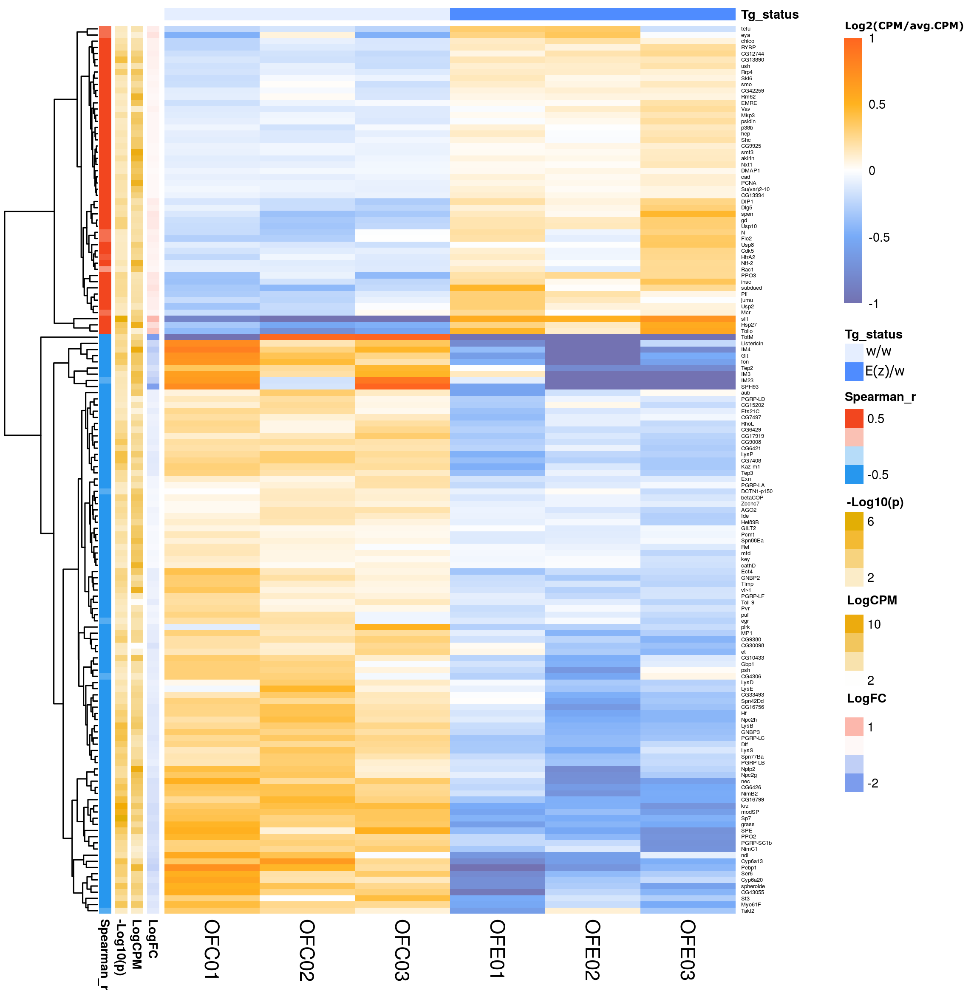 Tg_status
tefu
eya
chico
RYBP
CG12744
CG13890
ush
Rrp4
Ski6
smo
CG42259
Rm62
EMRE
Vav
Mkp3
psidin
p38b
hep
Shc
CG9925
smt3
akirin
Nxt1
DMAP1
cad
PCNA
Su(var)2-10
CG13994
DIP1
Dlg5
spen
gd
Usp10
N
Flo2
Usp8
Cdk5
HtrA2
Ntf-2
Rac1
PPO3
insc
subdued
Pli
jumu
Usp2
Mcr
slif
Hsp27
Tollo
TotM
Listericin
IM4
Glt
fon
Tep2
IM3
IM23
SPH93
aub
PGRP-LD
CG15202
Ets21C
CG7497
RhoL
CG6429
CG17919
CG9008
CG6421
LysP
CG7408
Kaz-m1
Tep3
Exn
PGRP-LA
DCTN1-p150
betaCOP
Zcchc7
AGO2
Ide
Hel89B
GILT2
Pcmt
Spn88Ea
Rel
mtd
key
cathD
Ect4
GNBP2
Timp
vir-1
PGRP-LF
Toll-9
Pvr
puf
egr
pirk
MP1
CG9380
CG30098
et
CG10433
Gbp1
psh
CG4306
LysD
LysE
CG33493
Spn42Dd
CG16756
Hf
Npc2h
LysB
GNBP3
PGRP-LC
Dif
LysS
Spn77Ba
PGRP-LB
Nplp2
Npc2g
nec
CG6426
NimB2
CG16799
krz
modSP
Sp7
grass
SPE
PPO2
PGRP-SC1b
NimC1
ndl
Cyp6a13
Pebp1
Ser6
Cyp6a20
spheroide
CG43055
St3
Myo61F
Takl2
Spearman_r
-Log10(p)
LogCPM
LogFC
OFC01
OFC02
OFC03
OFE01
OFE02
OFE03
Log2(CPM/avg.CPM)
1
0.5
0
-0.5
-1
Tg_status
w/w
E(z)/w
Spearman_r
0.5
-0.5
-Log10(p)
6
2
LogCPM
10
2
LogFC
1
-2